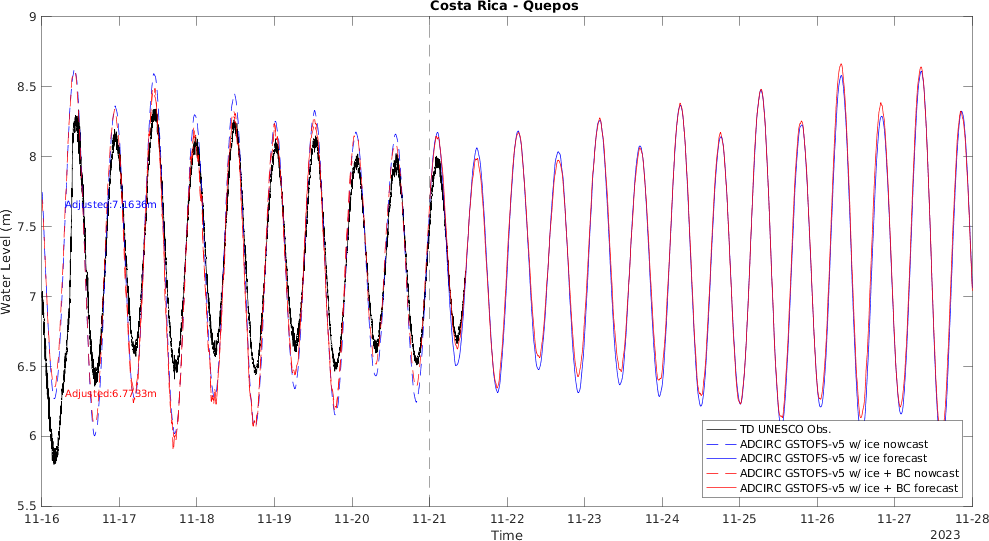 Costa Rica - Quepos
9
8.5
8
7.5
7
6.5
6
5.5
Water Level (m)
Adjusted:7.1636m
Adjusted:6.7733m
TD UNESCO Obs.
ADCIRC GSTOFS-v5 w/ ice nowcast
ADCIRC GSTOFS-v5 w/ ice forecast
ADCIRC GSTOFS-v5 w/ ice + BC nowcast
ADCIRC GSTOFS-v5 w/ ice + BC forecast
11-16 11-17 11-18 11-19 11-20 11-21 11-22 11-23 11-24 11-25 11-26 11-27 11-28
Time
2023